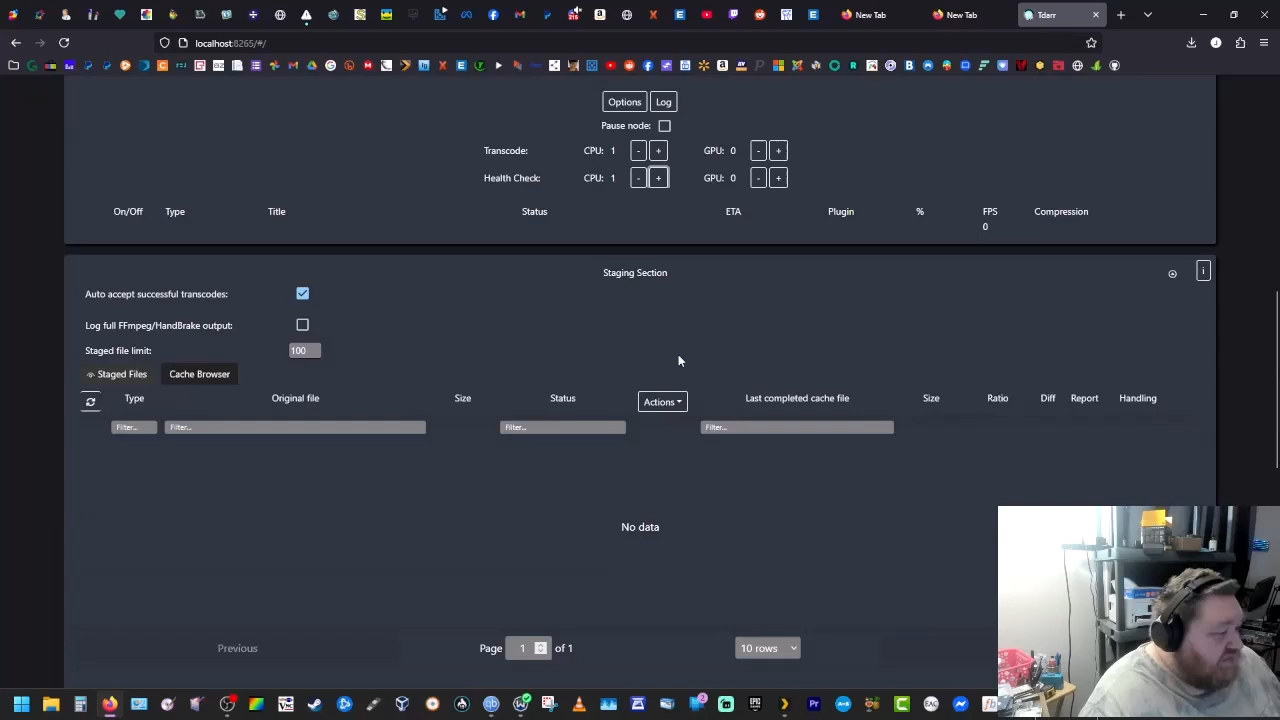 New Tab
New Tab
Tdarr
localhost:8265/#/
Options Log
Pause node:
Transcode: CPU: 1 - + GPU: 0 - +
Health Check: CPU: 1 - + GPU: 0 - +
On/Off Type Title Status ETA Plugin % FPS Compression
0
Staging Section
i
Auto accept successful transcodes:
Log full FFmpeg/HandBrake output:
Staged file limit: 100
Staged Files Cache Browser
Type Original file Size Status Actions Last completed cache file Size Ratio Diff Report Handling
Filter... Filter... Filter... Filter...
No data
Previous Page 1 of 1 10 rows